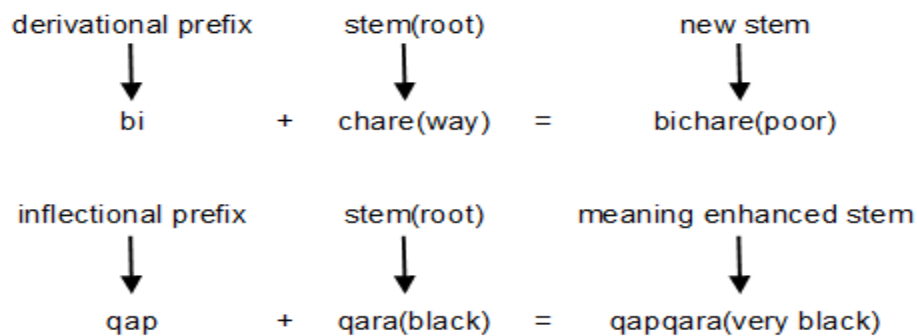 derivational prefix stem(root) new stem
bi + chare(way) = bichare(poor)
inflectional prefix stem(root) meaning enhanced stem
qap + qara(black) = qapqara(very black)